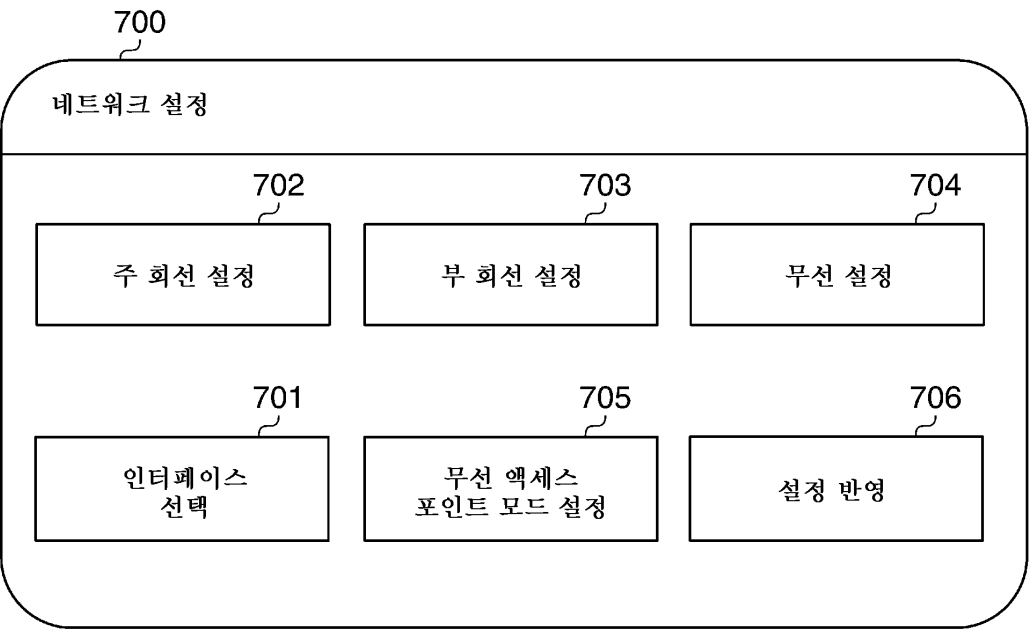 700
네트워크 설정
702
703
704
주 회선 설정
부 회선 설정
무선 설정
701
705
706
인터페이스
선택
무선 액세스
포인트 모드 설정
설정 반영